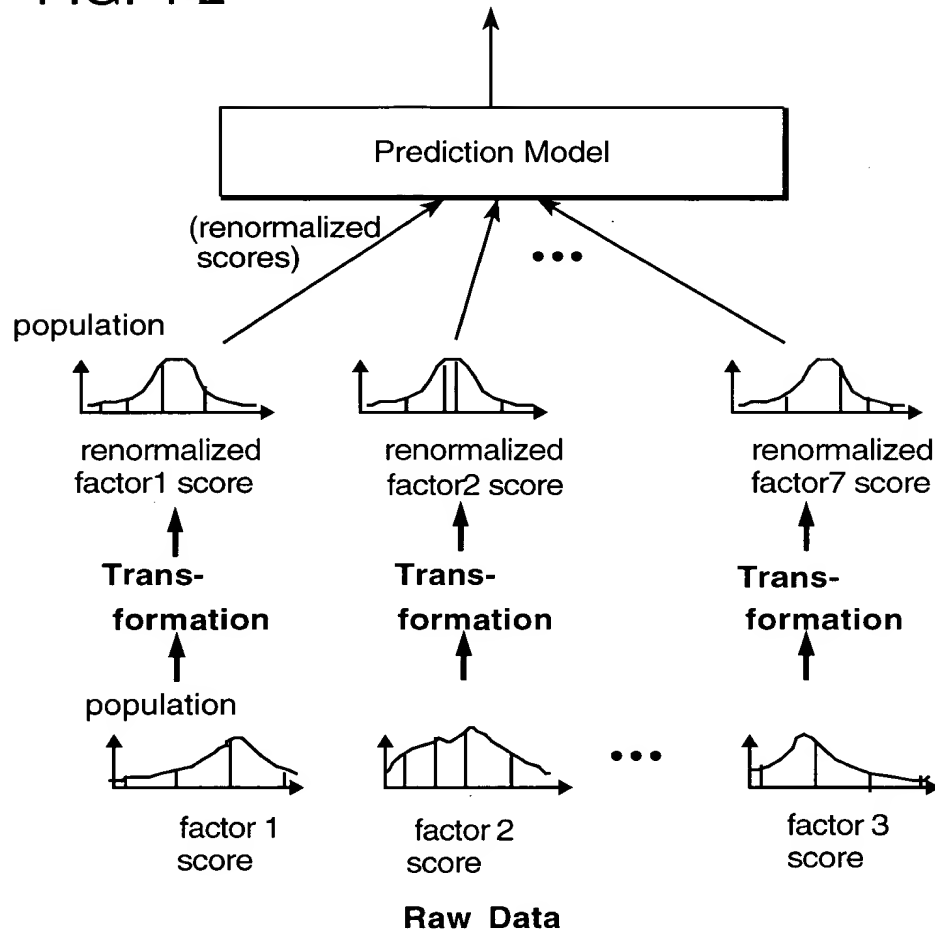 Prediction Model
(renormalized
scores)
•••
population
renormalized
factor1 score
renormalized
factor2 score
renormalized
factor7 score
Trans-
formation
Trans-
formation
Trans-
formation
population
•••
factor 1
score
factor 2
score
factor 3
score
Raw Data